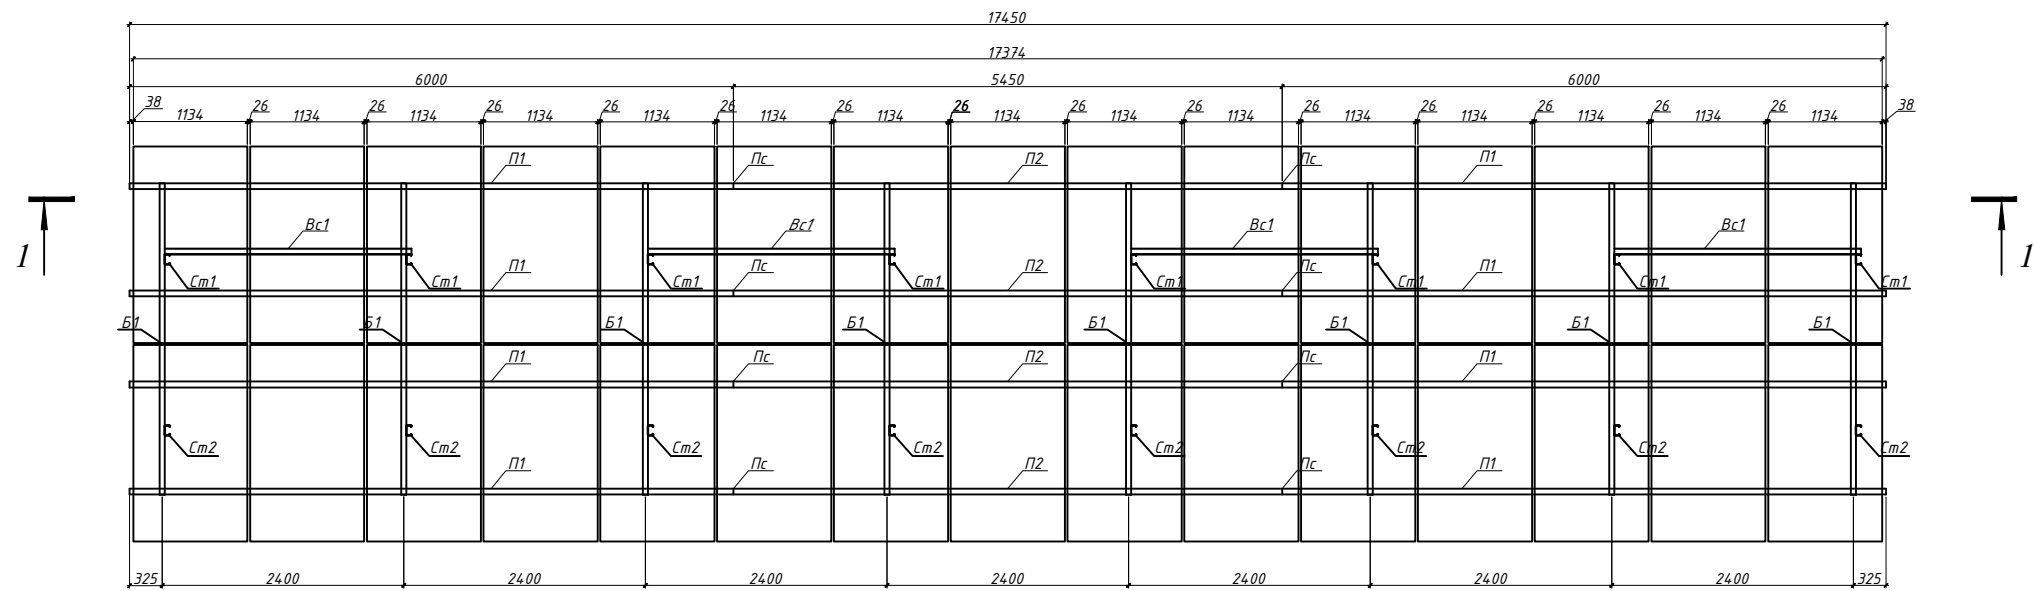 17450
17374
6000 5450 6000
38 26 26 26 26 26 26 26 26 26 26 26 26 26 26 38
1134 1134 1134 1134 1134 1134 1134 1134 1134 1134 1134 1134 1134 1134 1134
П1 Пс П2 Пс П1
Вс1 Вс1 Вс1 Вс1
1 1
Ст1 Ст1 Ст1 Ст1 Ст1 Ст1 Ст1 Ст1
П1 Пс П2 Пс П1
Б1 Б1 Б1 Б1 Б1 Б1 Б1 Б1
П1 Пс П2 Пс П1
Ст2 Ст2 Ст2 Ст2 Ст2 Ст2 Ст2 Ст2
П1 Пс П2 Пс П1
325 2400 2400 2400 2400 2400 2400 2400 325